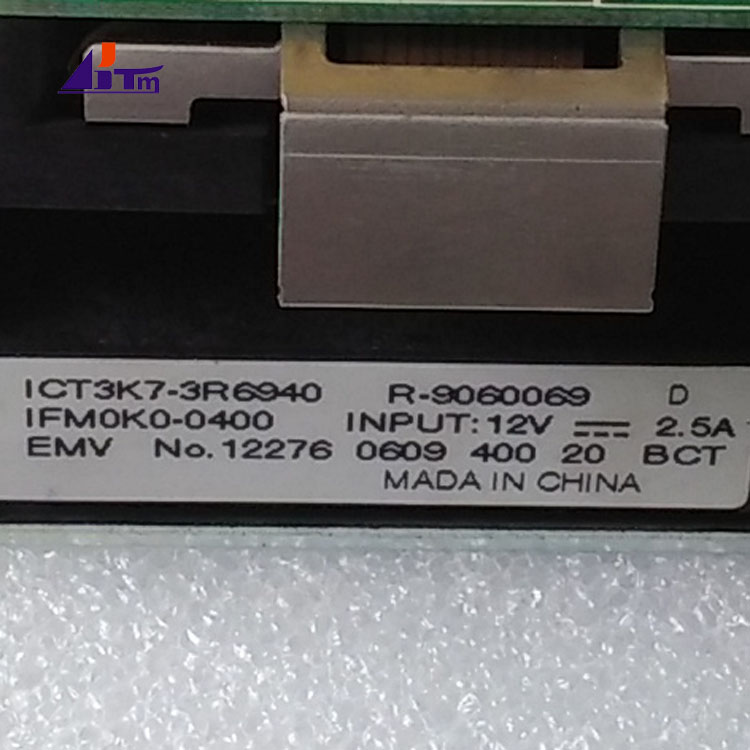 JTm
ICT3K7-3R6940 R-9060069 D
IFM0K0-0400 INPUT: 12V ⎓ 2.5A
EMV No. 12276 0609 400 20 BCT
MADA IN CHINA